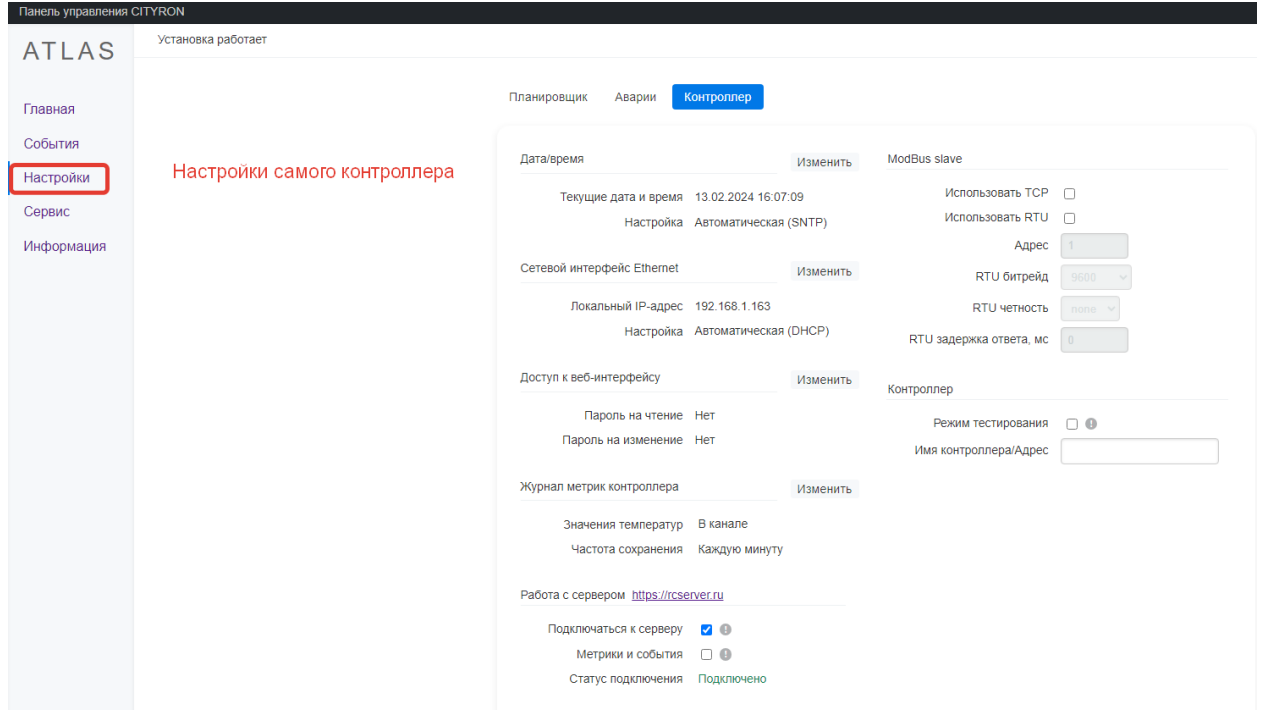 Панель управления CITYRON
ATLAS
Установка работает
Главная
События
Настройки
Сервис
Информация
Настройки самого контроллера
Планировщик Аварии Контроллер
Дата/время Изменить
Текущие дата и время 13.02.2024 16:07:09
Настройка Автоматическая (SNTP)
Сетевой интерфейс Ethernet Изменить
Локальный IP-адрес 192.168.1.163
Настройка Автоматическая (DHCP)
Доступ к веб-интерфейсу Изменить
Пароль на чтение Нет
Пароль на изменение Нет
Журнал метрик контроллера Изменить
Значения температур В канале
Частота сохранения Каждую минуту
Работа с сервером https://rcserver.ru
Подключаться к серверу
Метрики и события
Статус подключения Подключено
ModBus slave
Использовать TCP
Использовать RTU
Адрес 1
RTU битрейд 9600
RTU четность none
RTU задержка ответа, мс 0
Контроллер
Режим тестирования
Имя контроллера/Адрес